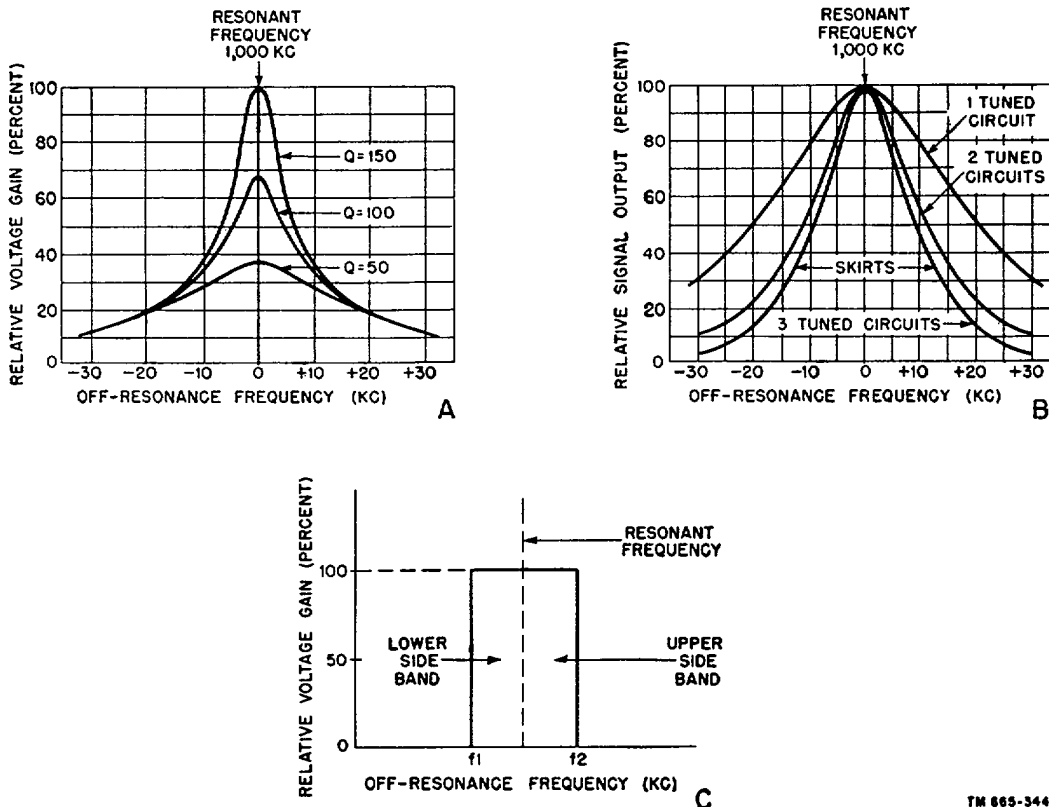 RESONANT
FREQUENCY
1,000 KC
RELATIVE VOLTAGE GAIN (PERCENT)
100
80
60
40
20
0
Q=150
Q=100
Q=50
-30
-20
-10
0
+10
+20
+30
OFF-RESONANCE FREQUENCY (KC)
A
RESONANT
FREQUENCY
1,000 KC
RELATIVE SIGNAL OUTPUT (PERCENT)
100
80
60
40
20
0
1 TUNED
CIRCUIT
2 TUNED
CIRCUITS
SKIRTS
3 TUNED CIRCUITS
-30
-20
-10
0
+10
+20
+30
OFF-RESONANCE FREQUENCY (KC)
B
RELATIVE VOLTAGE GAIN (PERCENT)
100
50
0
RESONANT
FREQUENCY
LOWER
SIDE
BAND
UPPER
SIDE
BAND
f1
f2
OFF-RESONANCE FREQUENCY (KC)
C
TM 665-344